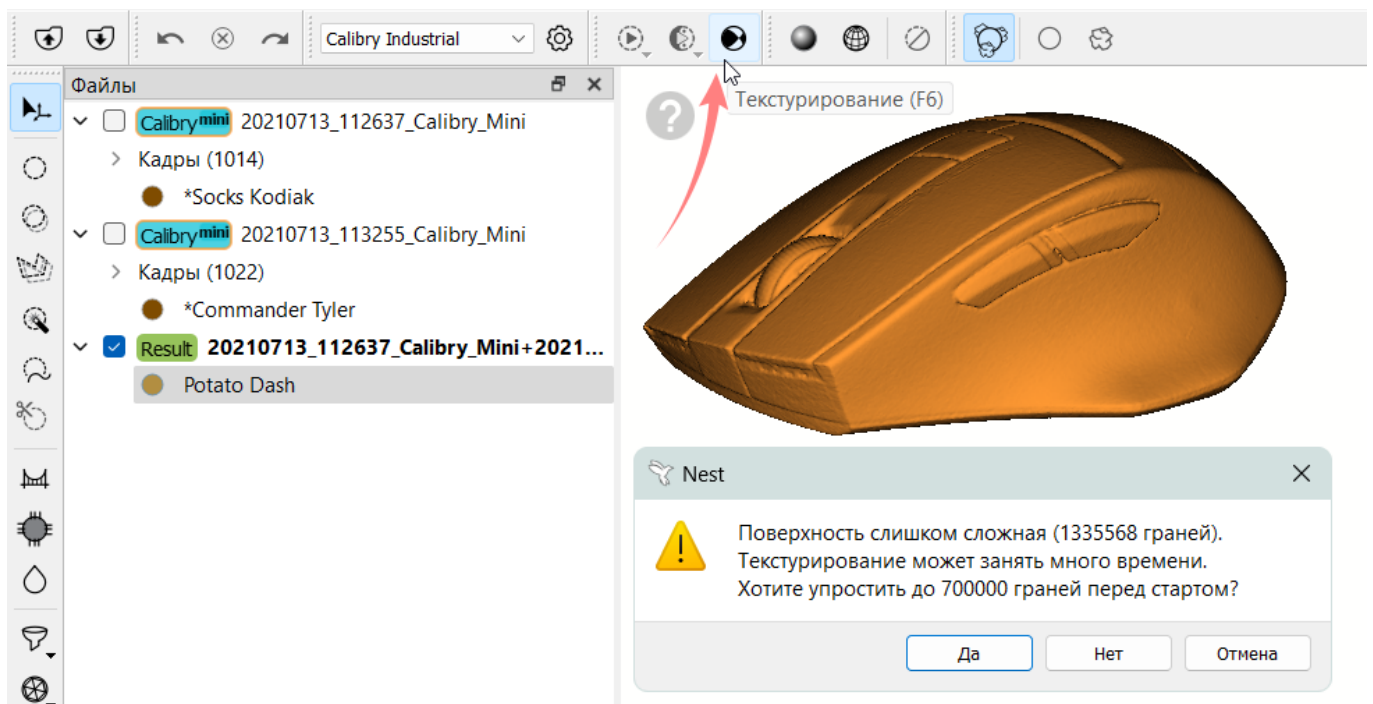 Calibry Industrial
Файлы
Текстурирование (F6)
?
Calibry mini 20210713_112637_Calibry_Mini
Кадры (1014)
*Socks Kodiak
Calibry mini 20210713_113255_Calibry_Mini
Кадры (1022)
*Commander Tyler
Result 20210713_112637_Calibry_Mini+2021...
Potato Dash
Nest
Поверхность слишком сложная (1335568 граней).
Текстурирование может занять много времени.
Хотите упростить до 700000 граней перед стартом?
Да
Нет
Отмена